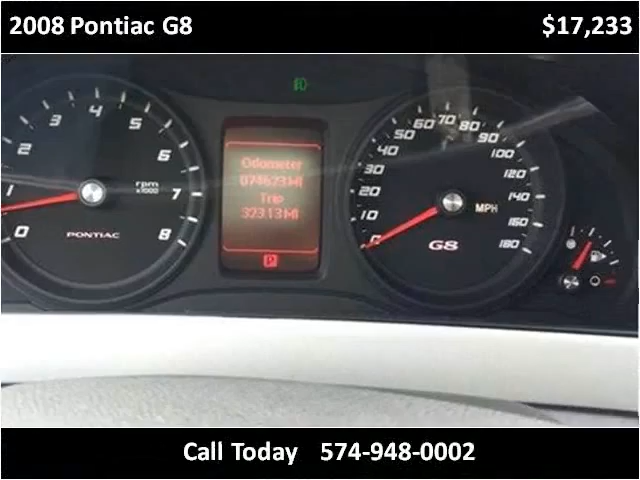 2008 Pontiac G8 $17,233
0 1 2 3 4 5 6 7 8
rpm
x1000
PONTIAC
Odometer
074623 MI
Trip
323.13 MI
P
0 10 20 30 40 50 60 70 80 90 100 120 140 160 180
MPH
G8
Call Today 574-948-0002